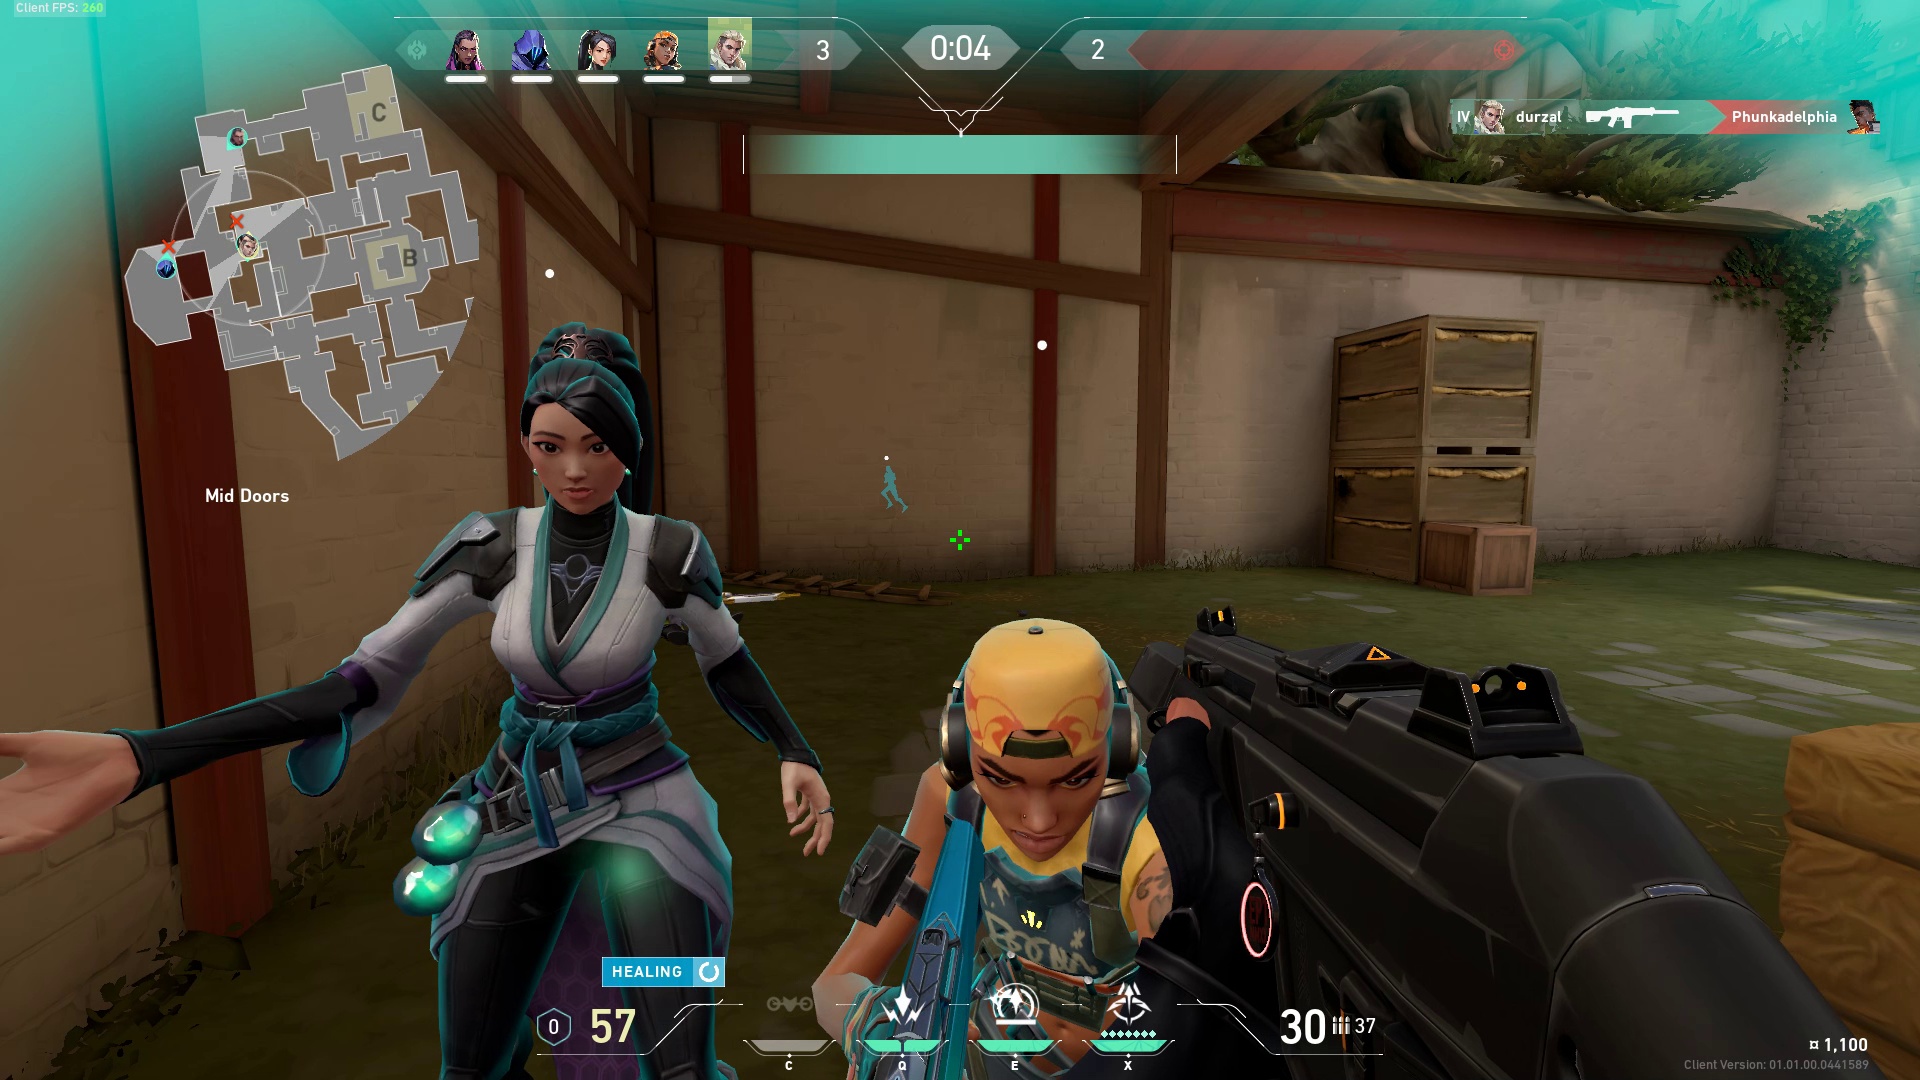 Client FPS: 260
3
0:04
2
IV durzal Phunkadelphia
C
B
Mid Doors
BOOM
HEALING
0 57
30 37
C Q E X
¤ 1,100
Client Version: 01.01.00.0441589